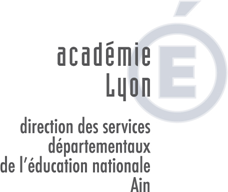 académie
Lyon
É
direction des services
départementaux
de l'éducation nationale
Ain